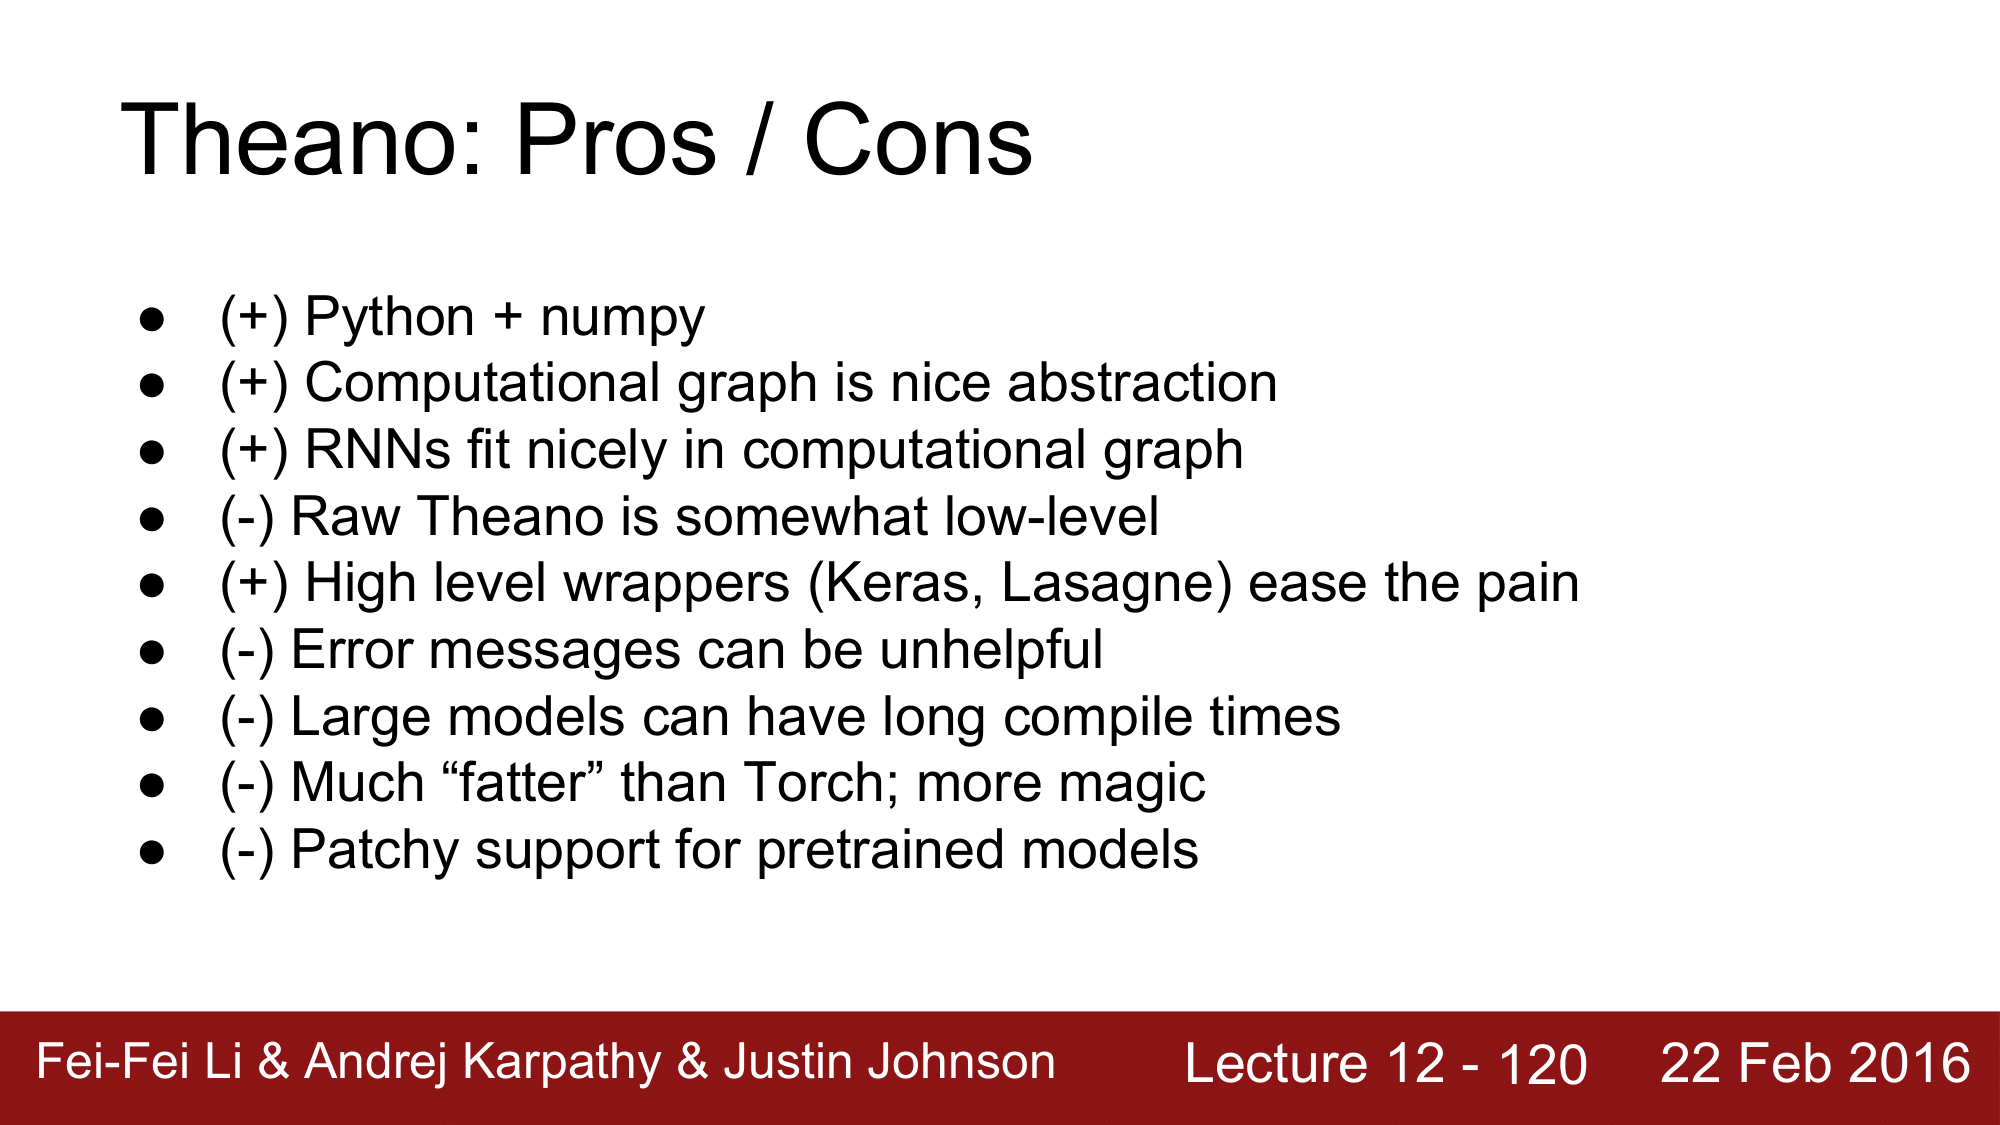 Theano: Pros / Cons
● (+) Python + numpy
● (+) Computational graph is nice abstraction
● (+) RNNs fit nicely in computational graph
● (-) Raw Theano is somewhat low-level
● (+) High level wrappers (Keras, Lasagne) ease the pain
● (-) Error messages can be unhelpful
● (-) Large models can have long compile times
● (-) Much “fatter” than Torch; more magic
● (-) Patchy support for pretrained models
Fei-Fei Li & Andrej Karpathy & Justin Johnson Lecture 12 - 120 22 Feb 2016